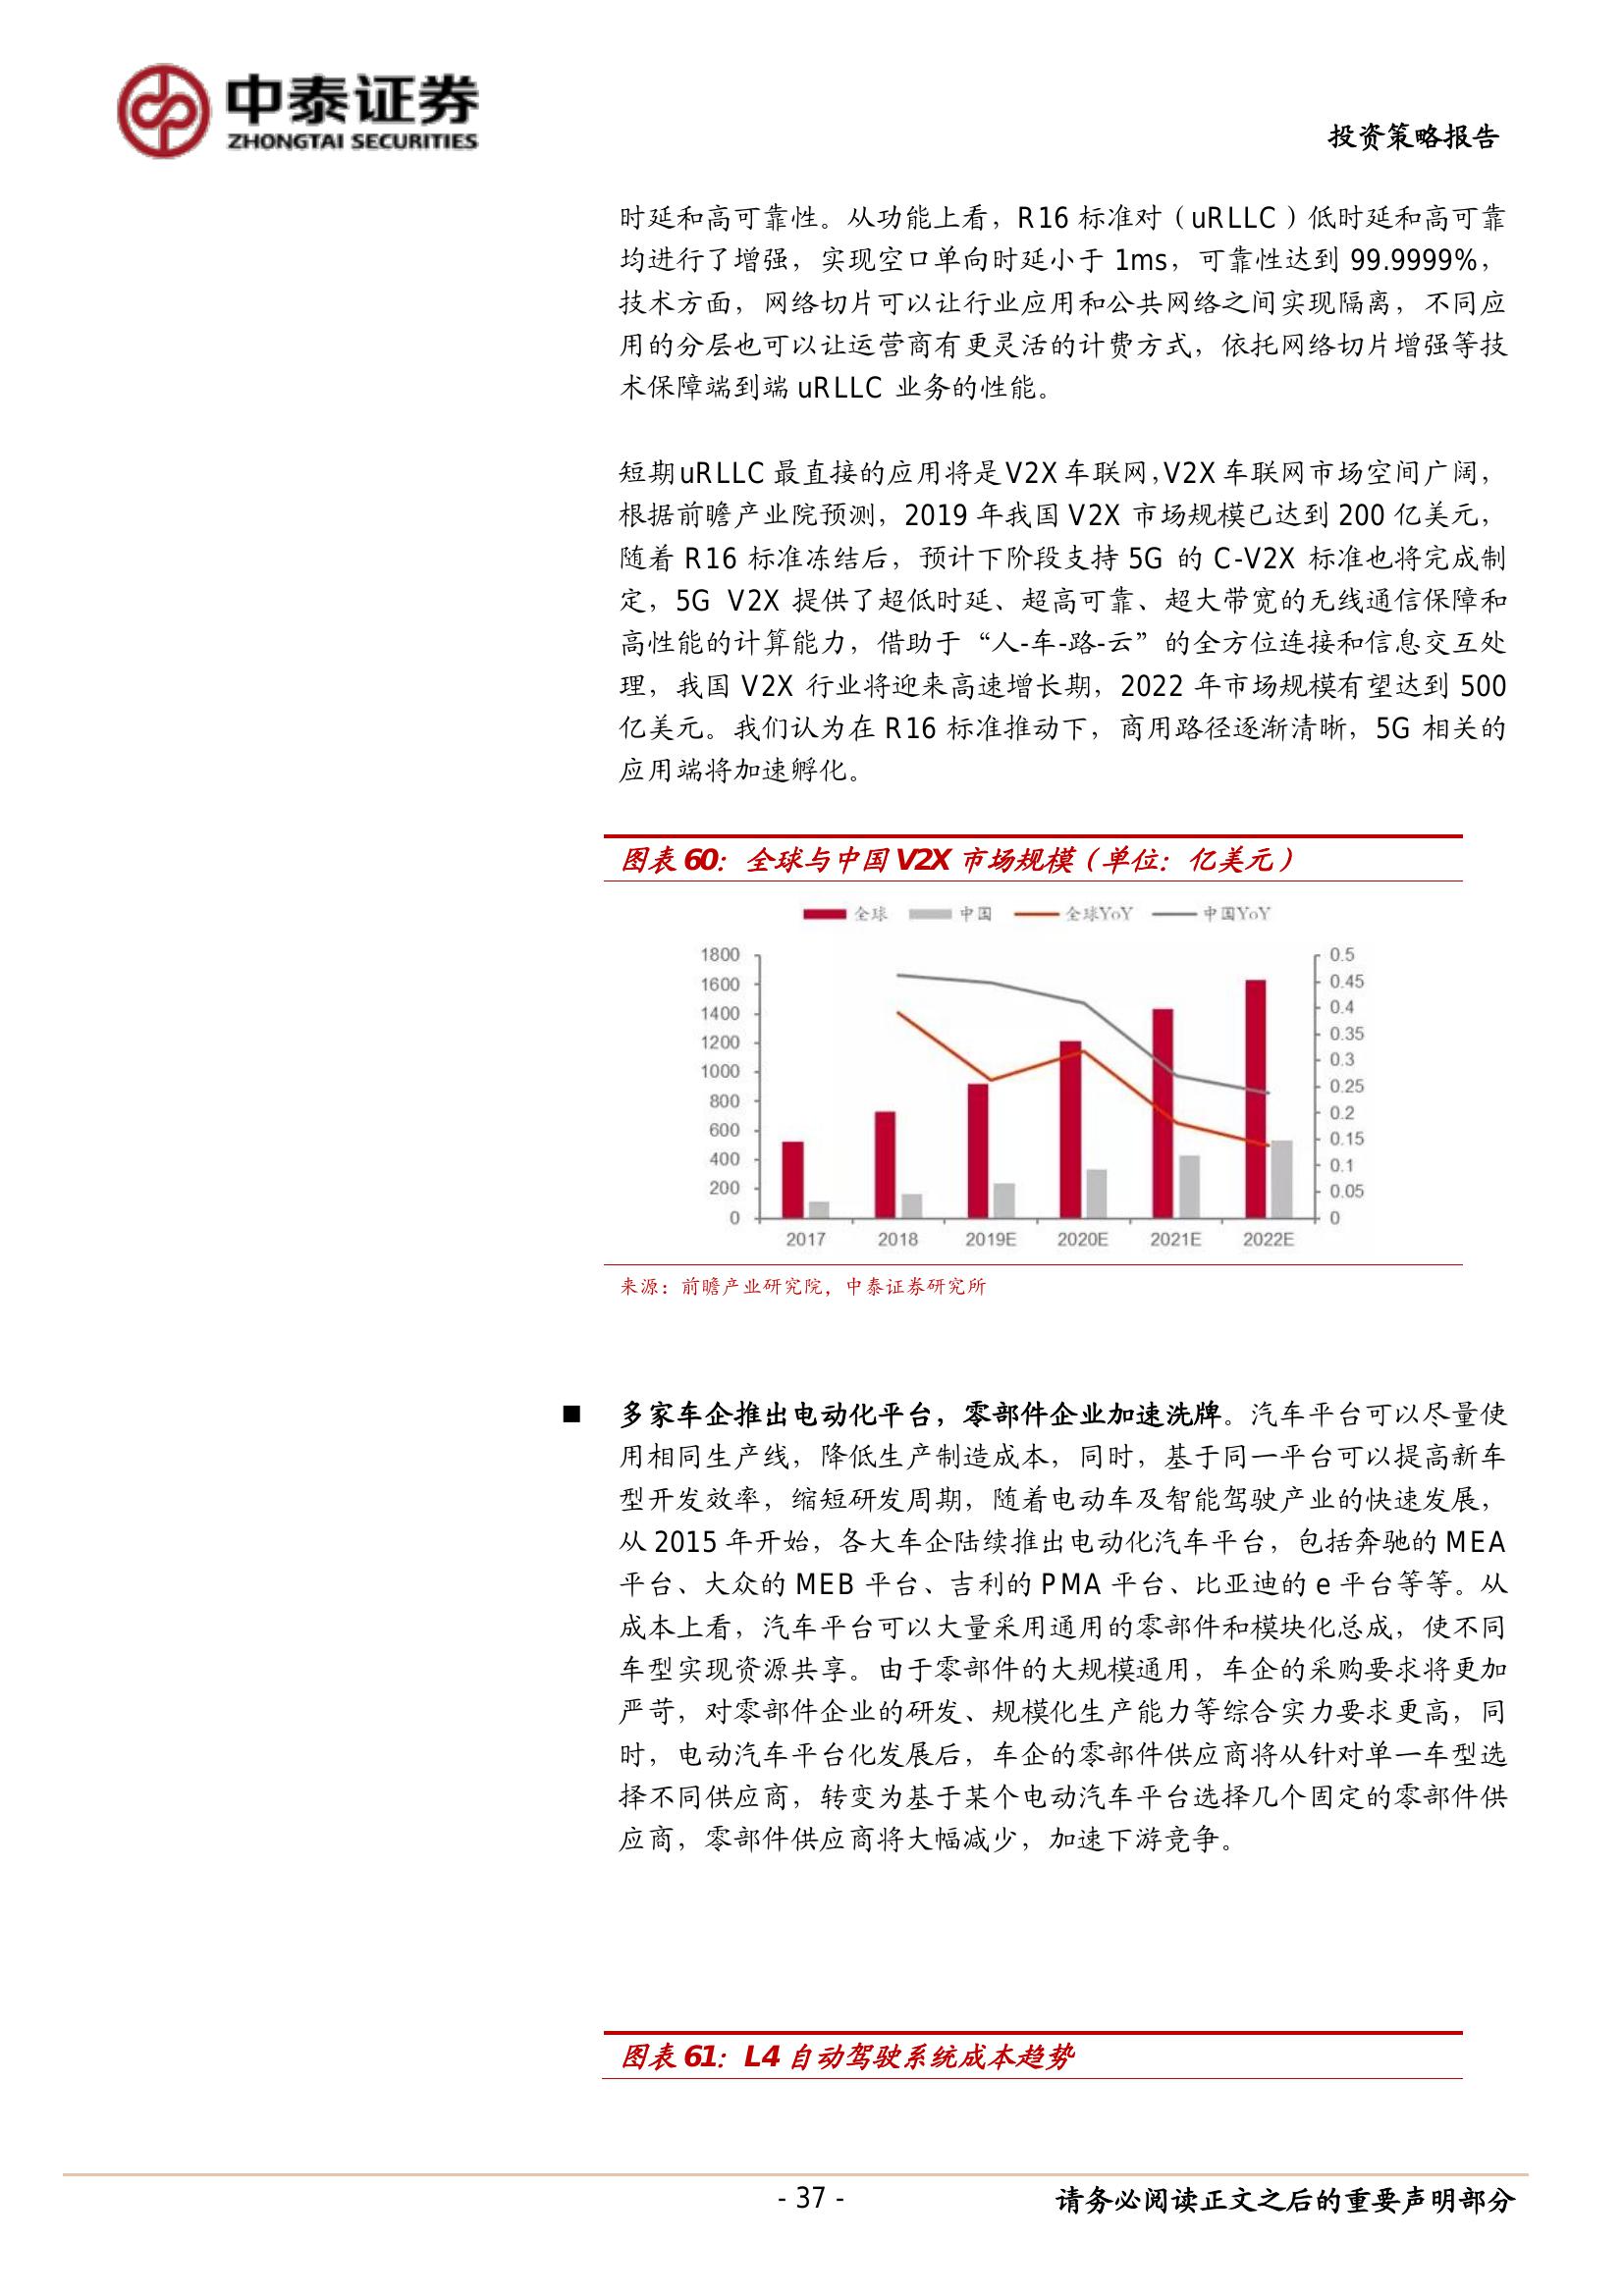 中泰证券
ZHONGTAI SECURITIES
投资策略报告
时延和高可靠性。从功能上看，R16 标准对（uRLLC）低时延和高可靠
均进行了增强，实现空口单向时延小于 1ms，可靠性达到 99.9999%，
技术方面，网络切片可以让行业应用和公共网络之间实现隔离，不同应
用的分层也可以让运营商有更灵活的计费方式，依托网络切片增强等技
术保障端到端 uRLLC 业务的性能。
短期 uRLLC 最直接的应用将是 V2X 车联网，V2X 车联网市场空间广阔，
根据前瞻产业院预测，2019 年我国 V2X 市场规模已达到 200 亿美元，
随着 R16 标准冻结后，预计下阶段支持 5G 的 C-V2X 标准也将完成制
定，5G V2X 提供了超低时延、超高可靠、超大带宽的无线通信保障和
高性能的计算能力，借助于“人-车-路-云”的全方位连接和信息交互处
理，我国 V2X 行业将迎来高速增长期，2022 年市场规模有望达到 500
亿美元。我们认为在 R16 标准推动下，商用路径逐渐清晰，5G 相关的
应用端将加速孵化。
图表 60：全球与中国 V2X 市场规模（单位：亿美元）
全球 中国 全球YoY 中国YoY
1800 0.5
1600 0.45
1400 0.4
1200 0.35
1000 0.3
800 0.25
600 0.2
400 0.15
200 0.1
0 0.05
0
2017 2018 2019E 2020E 2021E 2022E
来源：前瞻产业研究院，中泰证券研究所
■ 多家车企推出电动化平台，零部件企业加速洗牌。汽车平台可以尽量使
用相同生产线，降低生产制造成本，同时，基于同一平台可以提高新车
型开发效率，缩短研发周期，随着电动车及智能驾驶产业的快速发展，
从 2015 年开始，各大车企陆续推出电动化汽车平台，包括奔驰的 MEA
平台、大众的 MEB 平台、吉利的 PMA 平台、比亚迪的 e 平台等等。从
成本上看，汽车平台可以大量采用通用的零部件和模块化总成，使不同
车型实现资源共享。由于零部件的大规模通用，车企的采购要求将更加
严苛，对零部件企业的研发、规模化生产能力等综合实力要求更高，同
时，电动汽车平台化发展后，车企的零部件供应商将从针对单一车型选
择不同供应商，转变为基于某个电动汽车平台选择几个固定的零部件供
应商，零部件供应商将大幅减少，加速下游竞争。
图表 61：L4 自动驾驶系统成本趋势
- 37 -
请务必阅读正文之后的重要声明部分